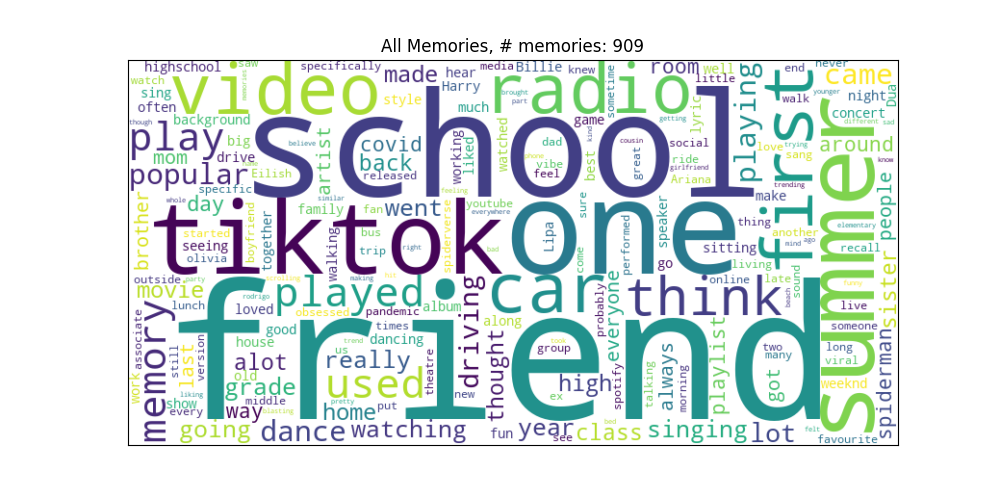 All Memories, # memories: 909
highschool
saw
specifically
media
Billie
knew
room
well
end
never
watch
video
made
hear
radio
little
came
younger
sing
memories
style
Harry
brought
sometime
walk
night
Dua
often
much
part
lyric
playing
first
concert
background
school
game
getting
though
play
big
believe
covid
working
liked
watched
kind
cousin
social
love
different
sad
around
mom
drive
artist
back
dad
best
great
ride
sang
trying
know
popular
Eilish
released
vibe
feel
phone
girlfriend
Ariana
trending
summer
people
specific
similar
feeling
youtube
sure
make
elementary
whole
day
family
fan
went
everywhere
one
speaker
thing
another
brother
started
boyfriend
together
tiktok
bus
spiderverse
Lipa
performed
sitting
mind
ago
recall
seeing
olivia
walking
trip
right
bad
come
go
living
sound
outside
party
scrolling
making
his
car
everyone
online
late
beach
funny
sister
movie
rodrigo
played
album
driving
probably
think
live
lunch
loved
obsessed
pandemic
along
someone
memory
associate
still
version
good
times
dancing
friend
took
group
two
long
spiderman
house
trend
us
theatre
thought
always
many
viral
last
alot
really
high
spotify
talking
morning
playlist
got
weeknd
work
old
grade
used
new
ex
liking
show
middle
pretty
every
way
blasting
home
put
bed
felt
favourite
going
dance
watching
fun
year
see
class
singing
lot